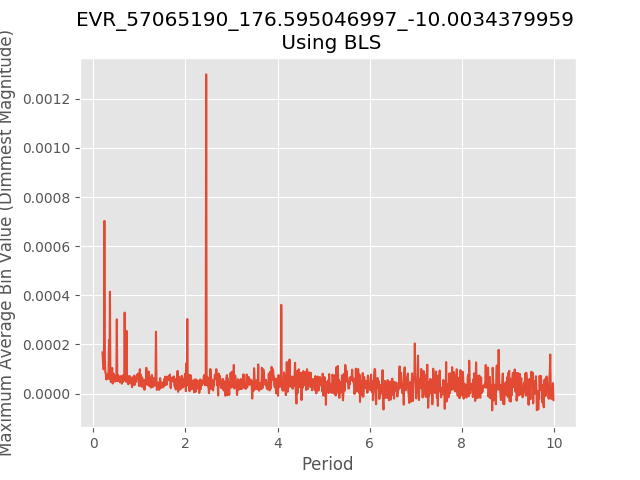 EVR_57065190_176.595046997_-10.0034379959
Using BLS
Maximum Average Bin Value (Dimmest Magnitude)
0.0012
0.0010
0.0008
0.0006
0.0004
0.0002
0.0000
0 2 4 6 8 10
Period